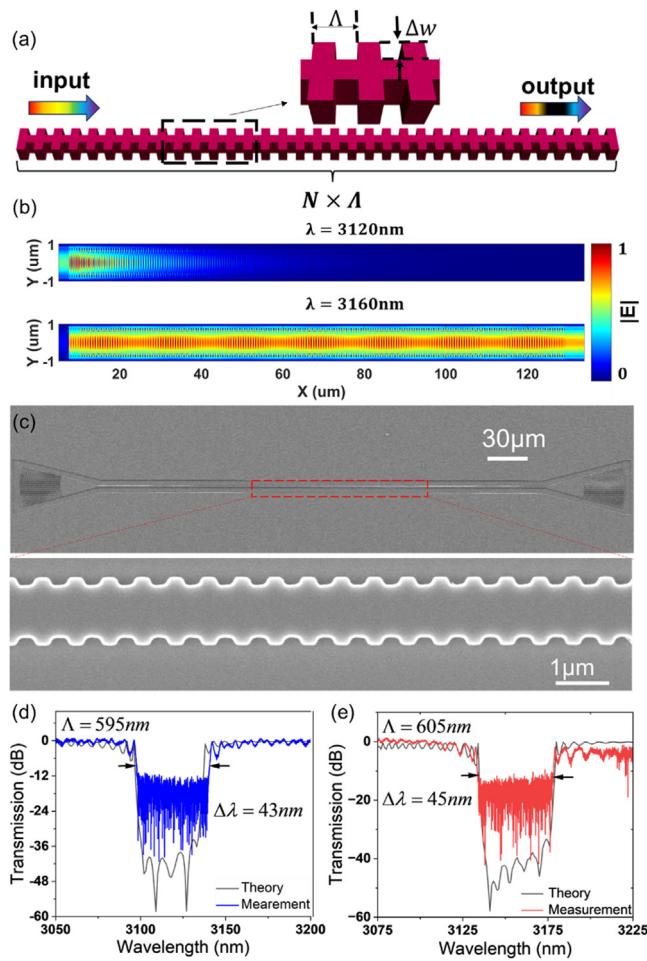 (a)
Λ
Δw
input
output
N × Λ
(b)
λ = 3120nm
Y (um)
1
-1
λ = 3160nm
Y (um)
1
-1
20
40
60
80
100
120
X (um)
1
|E|
0
(c)
30μm
1μm
(d)
Λ = 595nm
Δλ = 43nm
Theory
Mearement
Transmission (dB)
0
-12
-24
-36
-48
-60
3050
3100
3150
3200
Wavelength (nm)
(e)
Λ = 605nm
Δλ = 45nm
Theory
Measurement
Transmission (dB)
0
-20
-40
-60
3075
3125
3175
3225
Wavelength (nm)